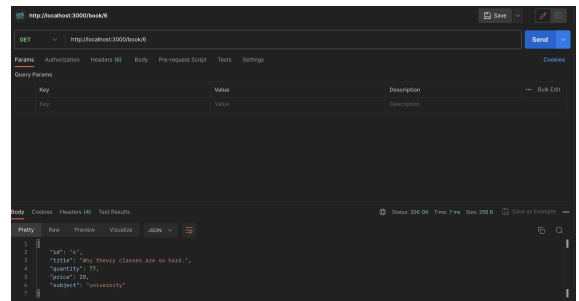 http://localhost:3000/book/6
Save
GET http://localhost:3000/book/6 Send
Params Authorization Headers (6) Body Pre-request Script Tests Settings Cookies
Query Params
Key Value Description ••• Bulk Edit
Key Value Description
Body Cookies Headers (4) Test Results Status: 200 OK Time: 7 ms Size: 256 B Save as Example •••
Pretty Raw Preview Visualize JSON
1 {
2 "id": "6",
3 "title": "Why theory classes are so hard.",
4 "quantity": 77,
5 "price": 20,
6 "subject": "university"
7 }